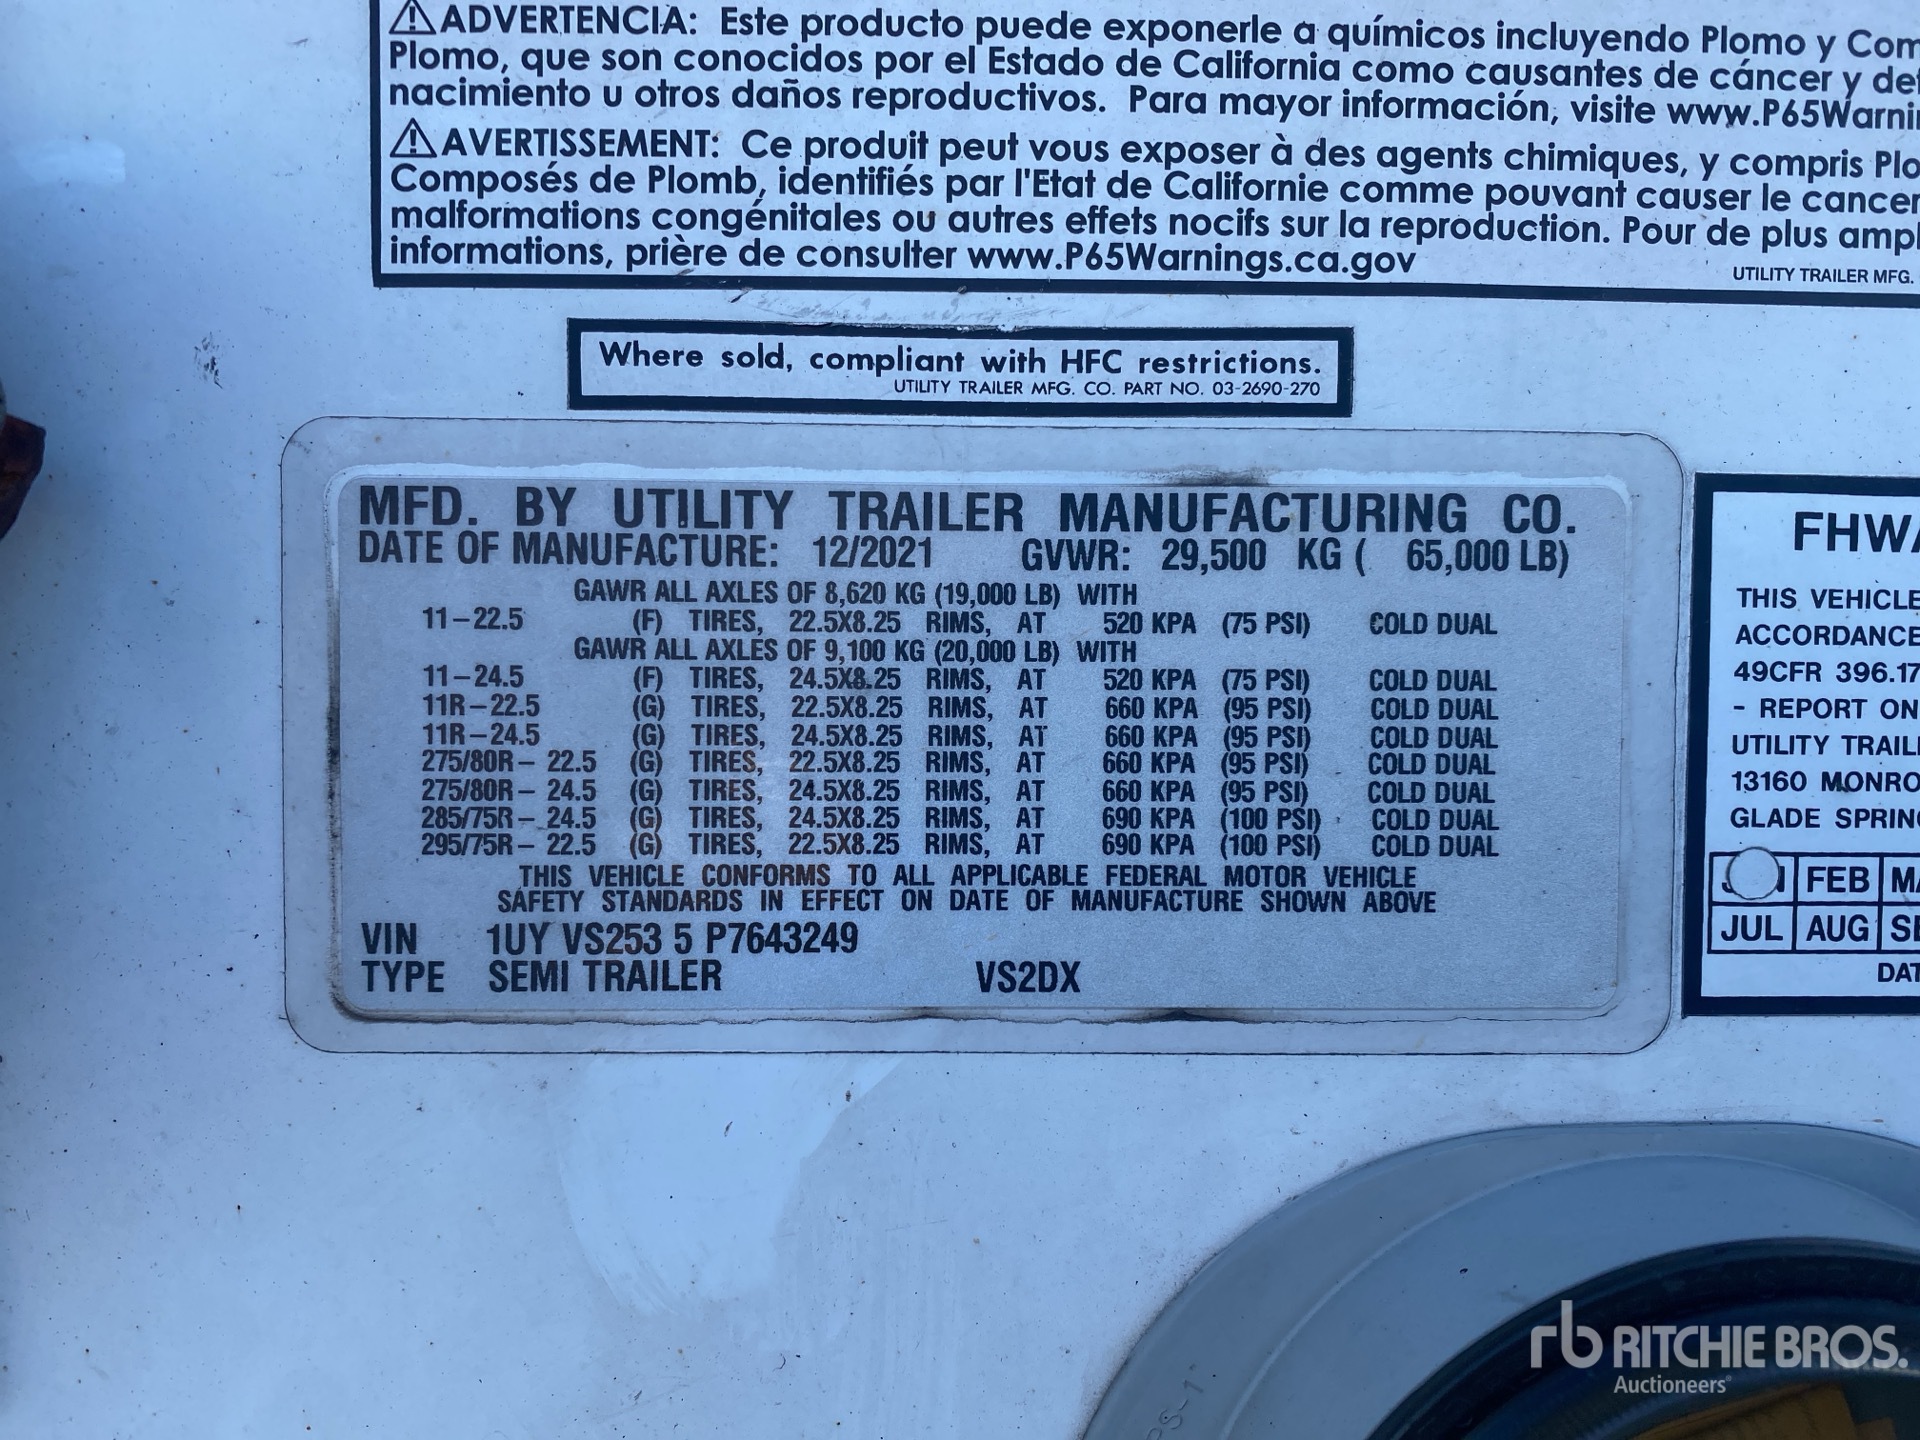 ⚠ADVERTENCIA: Este producto puede exponerle a químicos incluyendo Plomo y
Plomo, que son conocidos por el Estado de California como causantes de cáncer y
nacimiento u otros daños reproductivos. Para mayor información, visite www.P65Warni
⚠AVERTISSEMENT: Ce produit peut vous exposer à des agents chimiques, y compris
Composés de Plomb, identifiés par l'Etat de Californie comme pouvant causer le cancer
malformations congénitales ou autres effets nocifs sur la reproduction. Pour de plus
informations, prière de consulter www.P65Warnings.ca.gov
UTILITY TRAILER MFG.
Where sold, compliant with HFC restrictions.
UTILITY TRAILER MFG. CO. PART NO. 03-2690-270
MFD. BY UTILITY TRAILER MANUFACTURING CO.
DATE OF MANUFACTURE: 12/2021 GVWR: 29,500 KG ( 65,000 LB)
GAWR ALL AXLES OF 8,620 KG (19,000 LB) WITH
11-22.5 (F) TIRES, 22.5X8.25 RIMS, AT 520 KPA (75 PSI) COLD DUAL
GAWR ALL AXLES OF 9,100 KG (20,000 LB) WITH
11-24.5 (F) TIRES, 24.5X8.25 RIMS, AT 520 KPA (75 PSI) COLD DUAL
11R-22.5 (G) TIRES, 22.5X8.25 RIMS, AT 660 KPA (95 PSI) COLD DUAL
11R-24.5 (G) TIRES, 24.5X8.25 RIMS, AT 660 KPA (95 PSI) COLD DUAL
275/80R- 22.5 (G) TIRES, 22.5X8.25 RIMS, AT 660 KPA (95 PSI) COLD DUAL
275/80R- 24.5 (G) TIRES, 24.5X8.25 RIMS, AT 660 KPA (95 PSI) COLD DUAL
285/75R- 24.5 (G) TIRES, 24.5X8.25 RIMS, AT 690 KPA (100 PSI) COLD DUAL
295/75R- 22.5 (G) TIRES, 22.5X8.25 RIMS, AT 690 KPA (100 PSI) COLD DUAL
THIS VEHICLE CONFORMS TO ALL APPLICABLE FEDERAL MOTOR VEHICLE
SAFETY STANDARDS IN EFFECT ON DATE OF MANUFACTURE SHOWN ABOVE
VIN 1UY VS253 5 P7643249
TYPE SEMI TRAILER VS2DX
FHWA
THIS VEHICLE
ACCORDANCE
49CFR 396.17
- REPORT ON
UTILITY TRAIL
13160 MONRO
GLADE SPRING
FEB
JUL AUG
rb RITCHIE BROS.
Auctioneers